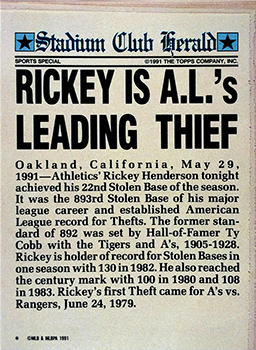 Stadium Club Herald
SPORTS SPECIAL ©1991 THE TOPPS COMPANY, INC.
RICKEY IS A.L.'s
LEADING THIEF
Oakland, California, May 29,
1991—Athletics' Rickey Henderson tonight
achieved his 22nd Stolen Base of the season.
It was the 893rd Stolen Base of his major
league career and established American
League record for Thefts. The former stan-
dard of 892 was set by Hall-of-Famer Ty
Cobb with the Tigers and A's, 1905-1928.
Rickey is holder of record for Stolen Bases in
one season with 130 in 1982. He also reached
the century mark with 100 in 1980 and 108
in 1983. Rickey's first Theft came for A's vs.
Rangers, June 24, 1979.
©MLB & MLBPA 1991